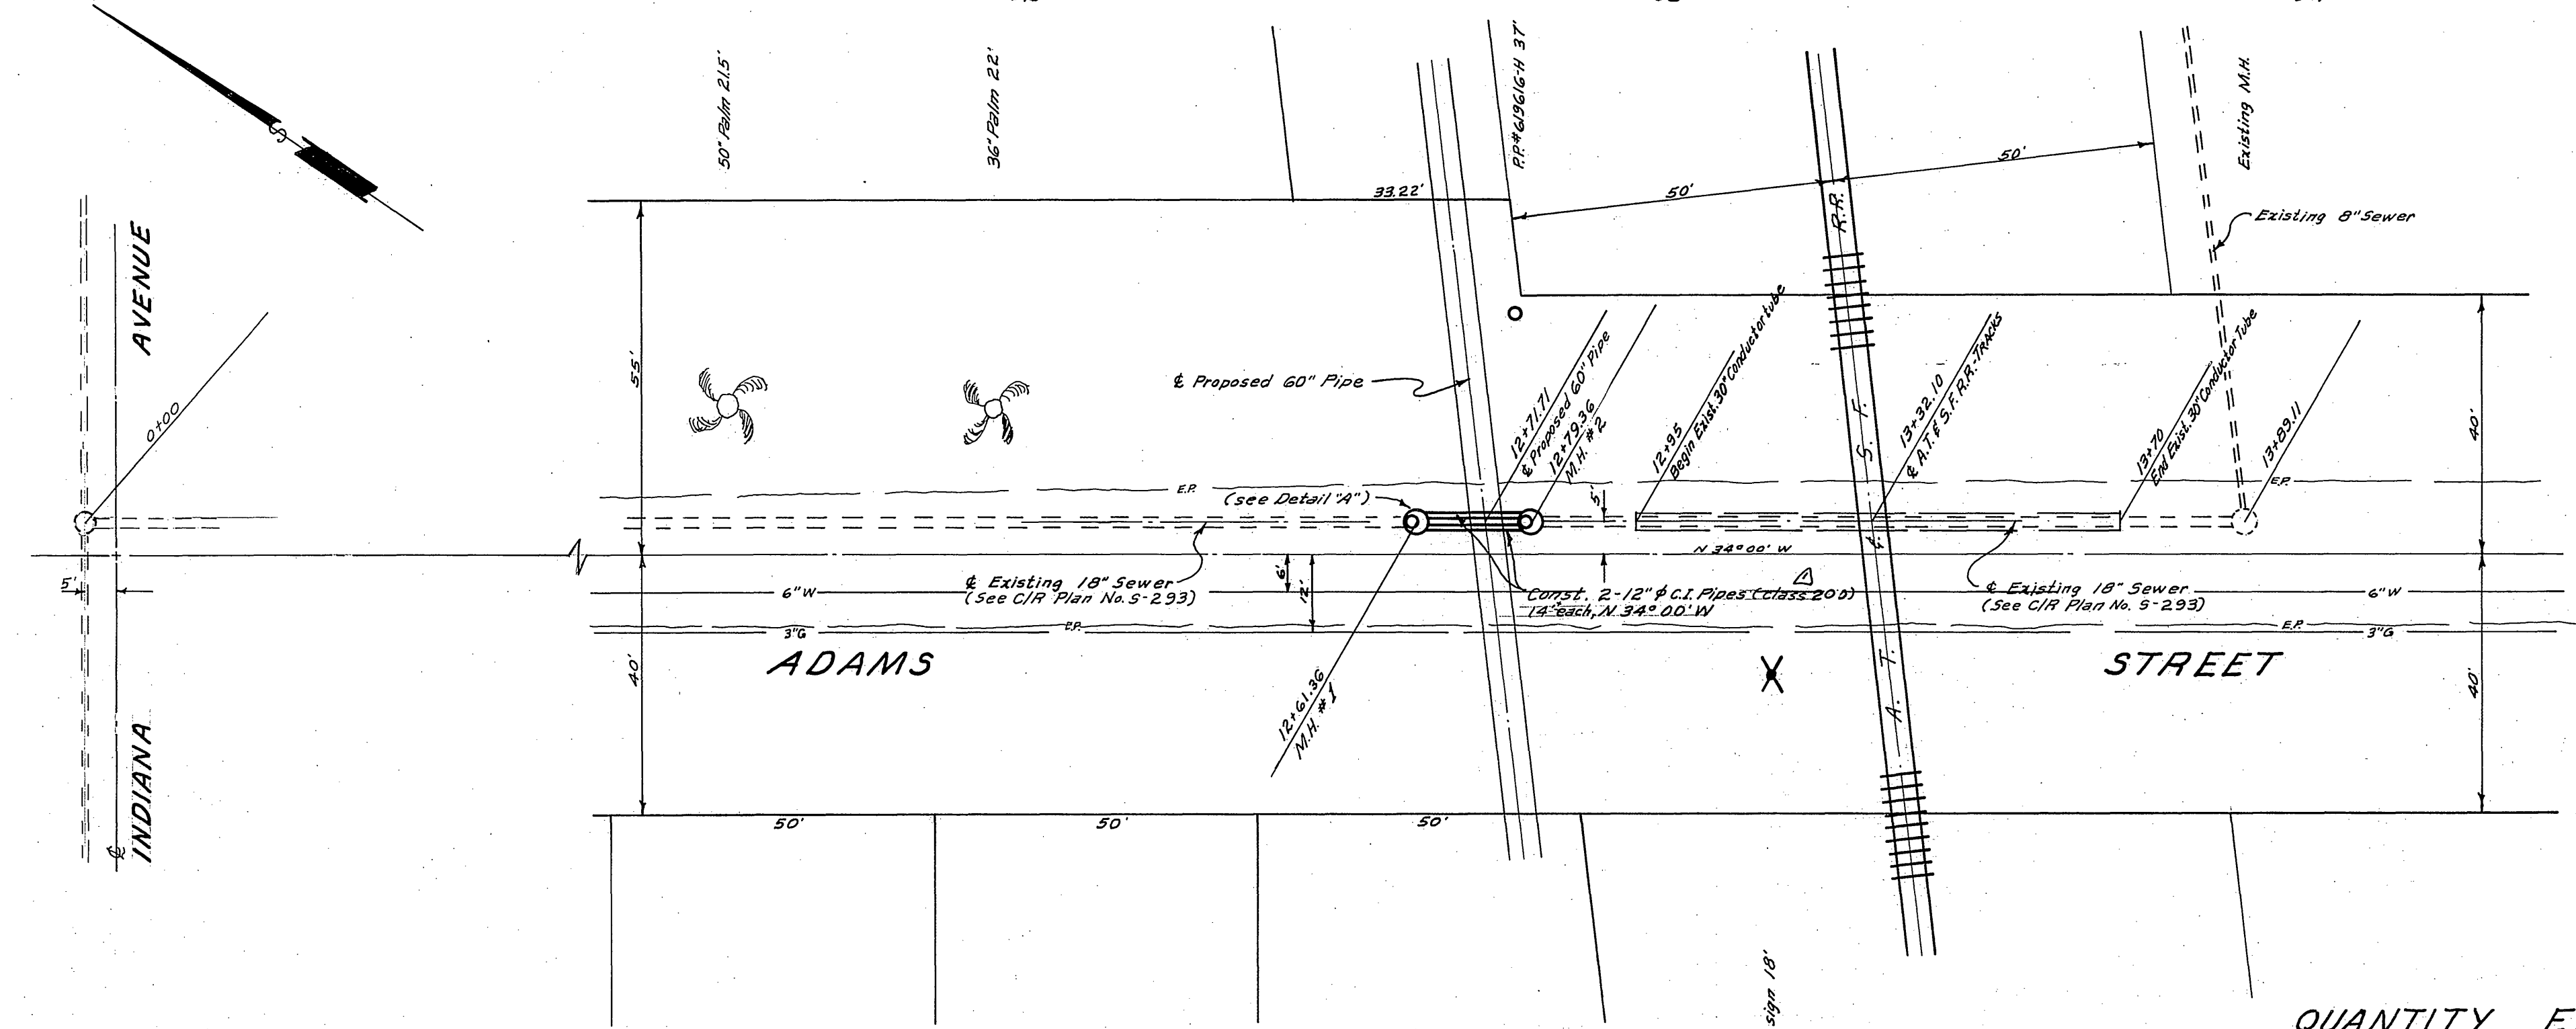 50" Palm 21.5'
36" Palm 22'
P.P.#619616-H 37'
Existing M.H.
S
AVENUE
INDIANA
℄
0+00
5'
55'
40'
33.22'
50'
50'
R.R.
Existing 8" Sewer
℄ Proposed 60" Pipe
12+71.71
℄ Proposed 60" Pipe
12+79.36
M.H. #2
12+95
Begin Exist. 30" Conductor tube
13+32.10
℄ A.T. & S.F. R.R. TRACKS
13+70
End Exist. 30" Conductor Tube
13+89.11
40'
E.P.
(see Detail "A")
5'
E.P.
S. F.
&
A. T.
N 34° 00' W
6'
12'
6"W
℄ Existing 18" Sewer
(See C/R Plan No. S-293)
Const. 2-12" ϕ C.I. Pipes (class 200)
14' each, N 34° 00' W
℄ Existing 18" Sewer
(See C/R Plan No. S-293)
6"W
3"G
E.P.
E.P.
3"G
ADAMS
STREET
12+61.36
M.H. #1
40'
50'
50'
50'
sign 18'
QUANTITY